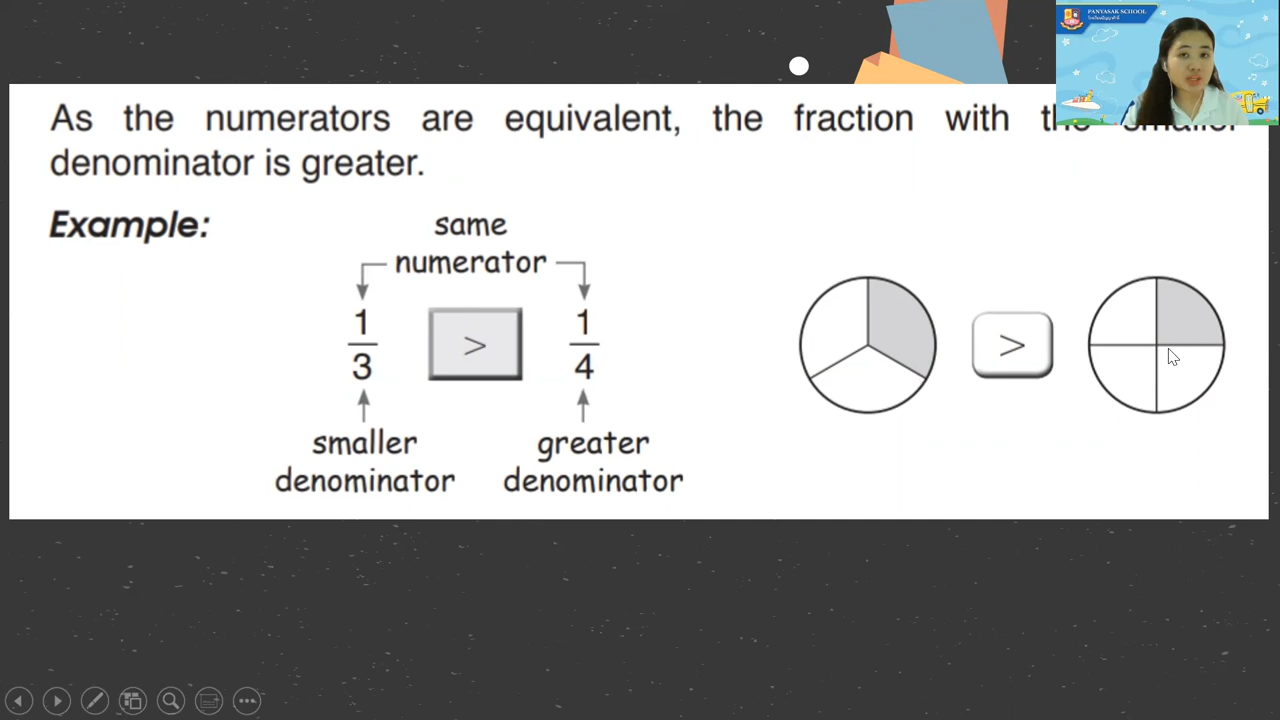 PANYASAK SCHOOL
As the numerators are equivalent, the fraction with the smaller
denominator is greater.
Example:
same
numerator
1
3
>
1
4
>
smaller
denominator
greater
denominator